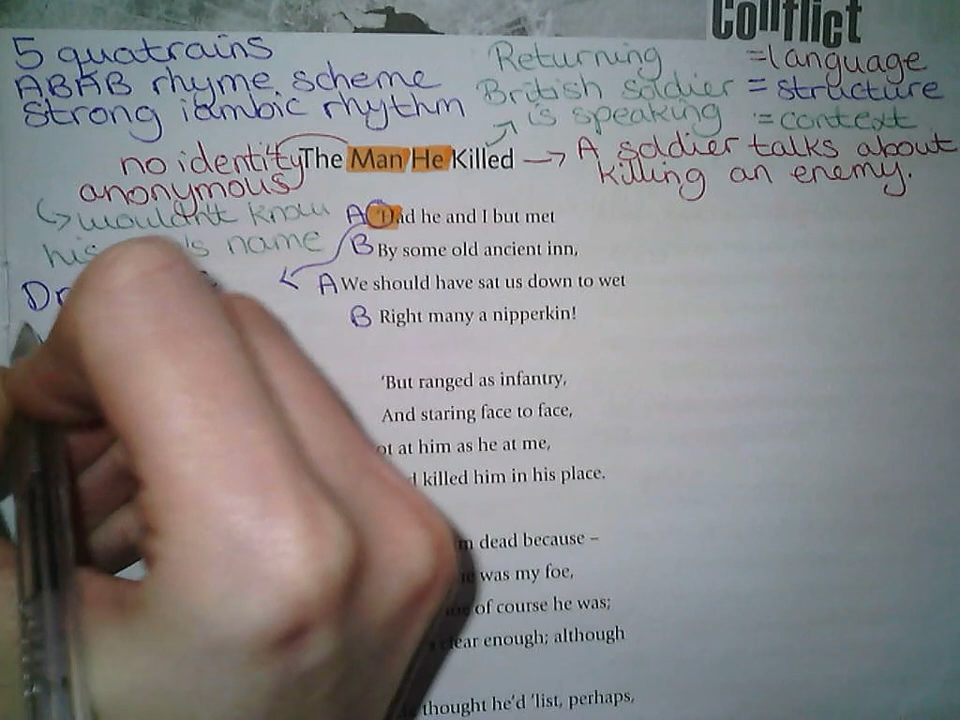 Conflict
5 quatrains
ABAB rhyme scheme
Strong iambic rhythm
Returning
British soldier
is speaking
=language
= structure
= context
no identity
anonymous
The Man He Killed → A soldier talks about
killing an enemy.
wouldn't know
his name
A 'Had he and I but met
B By some old ancient inn,
A We should have sat us down to wet
B Right many a nipperkin!
'But ranged as infantry,
And staring face to face,
at him as he at me,
killed him in his place.
dead because –
was my foe,
of course he was;
clear enough; although
thought he'd 'list, perhaps,